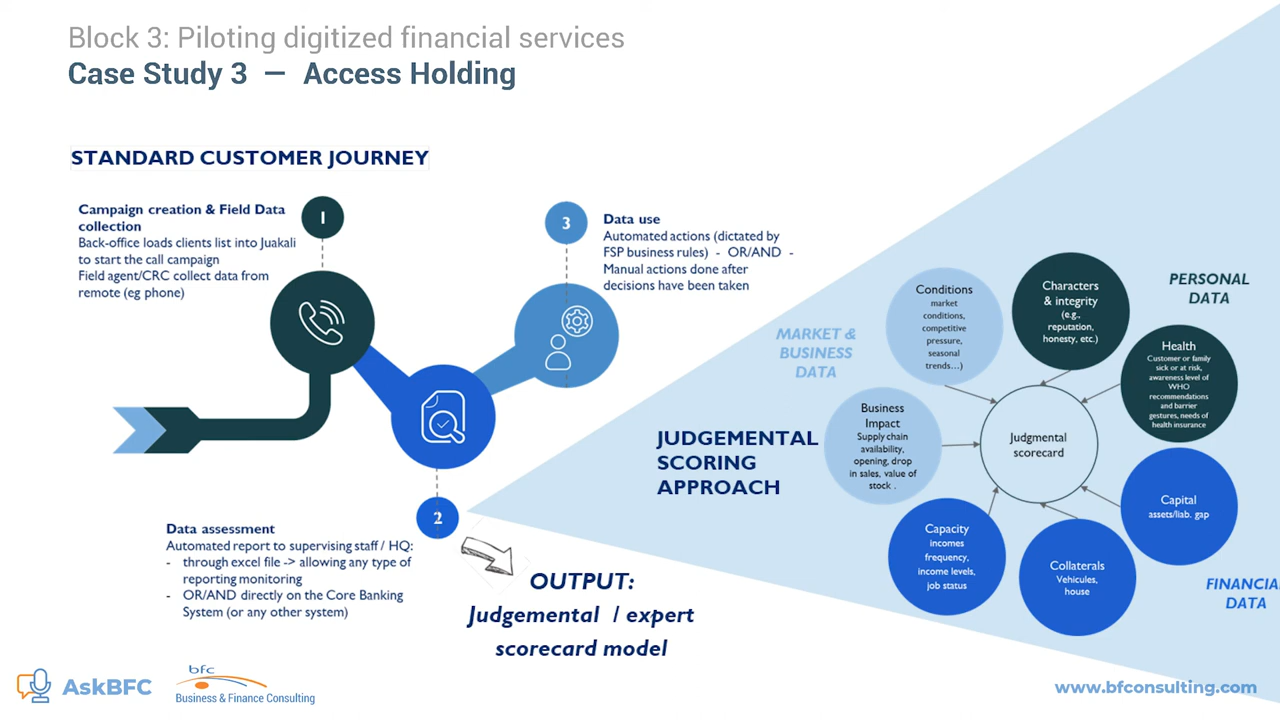 Block 3: Piloting digitized financial services
Case Study 3 — Access Holding
STANDARD CUSTOMER JOURNEY
Campaign creation & Field Data
collection
Back-office loads clients list into Juakali
to start the call campaign
Field agent/CRC collect data from
remote (eg phone)
1
3
Data use
Automated actions (dictated by
FSP business rules) - OR/AND -
Manual actions done after
decisions have been taken
2
Data assessment
Automated report to supervising staff / HQ:
- through excel file -> allowing any type of
reporting monitoring
- OR/AND directly on the Core Banking
System (or any other system)
OUTPUT:
Judgemental / expert
scorecard model
JUDGEMENTAL
SCORING
APPROACH
MARKET &
BUSINESS
DATA
Conditions
market
conditions,
competitive
pressure,
seasonal
trends...)
Characters
& integrity
(e.g.,
reputation,
honesty, etc.)
PERSONAL
DATA
Health
Customer or family
sick or at risk,
awareness level of
WHO
recommendations
and barrier
gestures, needs of
health insurance
Business
Impact
Supply chain
availability,
opening, drop
in sales, value of
stock .
Judgmental
scorecard
Capital
assets/liab. gap
Capacity
incomes
frequency,
income levels,
job status
Collaterals
Vehicules,
house
FINANCIA
DATA
AskBFC
bfc
Business & Finance Consulting
www.bfconsulting.com